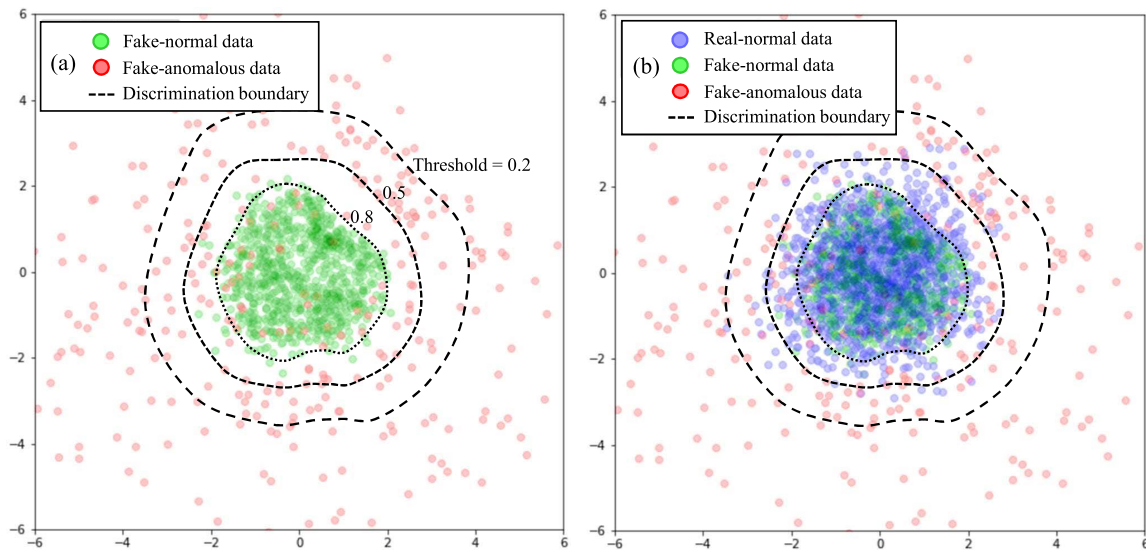 (a)
Fake-normal data
Fake-anomalous data
Discrimination boundary
Threshold = 0.2
0.5
0.8
6
4
2
0
−2
−4
−6
−6 −4 −2 0 2 4 6
(b)
Real-normal data
Fake-normal data
Fake-anomalous data
Discrimination boundary
6
4
2
0
−2
−4
−6
−6 −4 −2 0 2 4 6